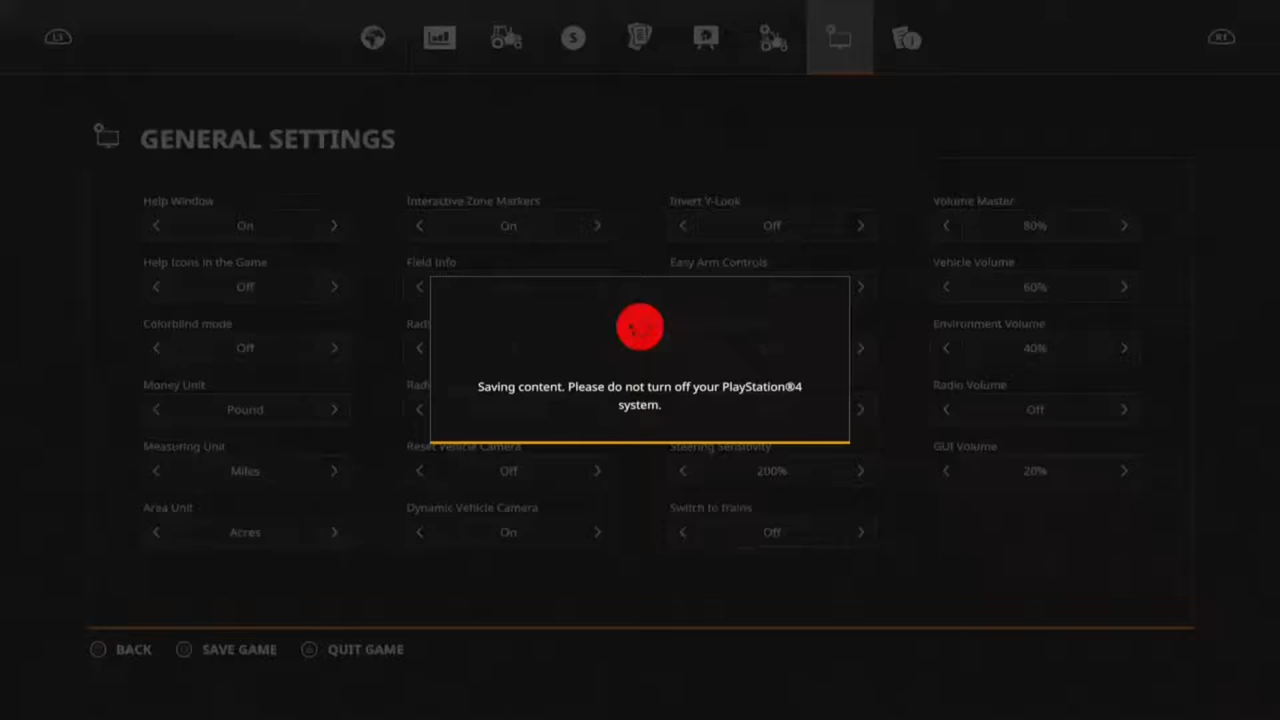 L1
R1
GENERAL SETTINGS
Help Window
On
Interactive Zone Markers
On
Invert Y-Look
Off
Volume Master
80%
Help Icons in the Game
Off
Field Info
Easy Arm Controls
Vehicle Volume
60%
Colorblind mode
Off
Environment Volume
40%
Money Unit
Pound
Radio Volume
Off
Saving content. Please do not turn off your PlayStation®4
system.
Measuring Unit
Miles
Reset Vehicle Camera
Off
Steering Sensitivity
200%
GUI Volume
20%
Area Unit
Acres
Dynamic Vehicle Camera
On
Switch to Trains
Off
BACK
SAVE GAME
QUIT GAME